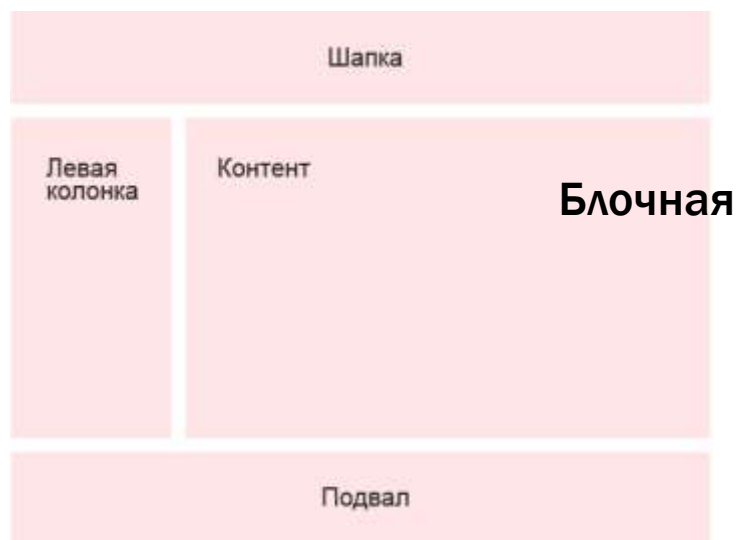 Шапка
Левая
колонка
Контент
Блочная
Подвал